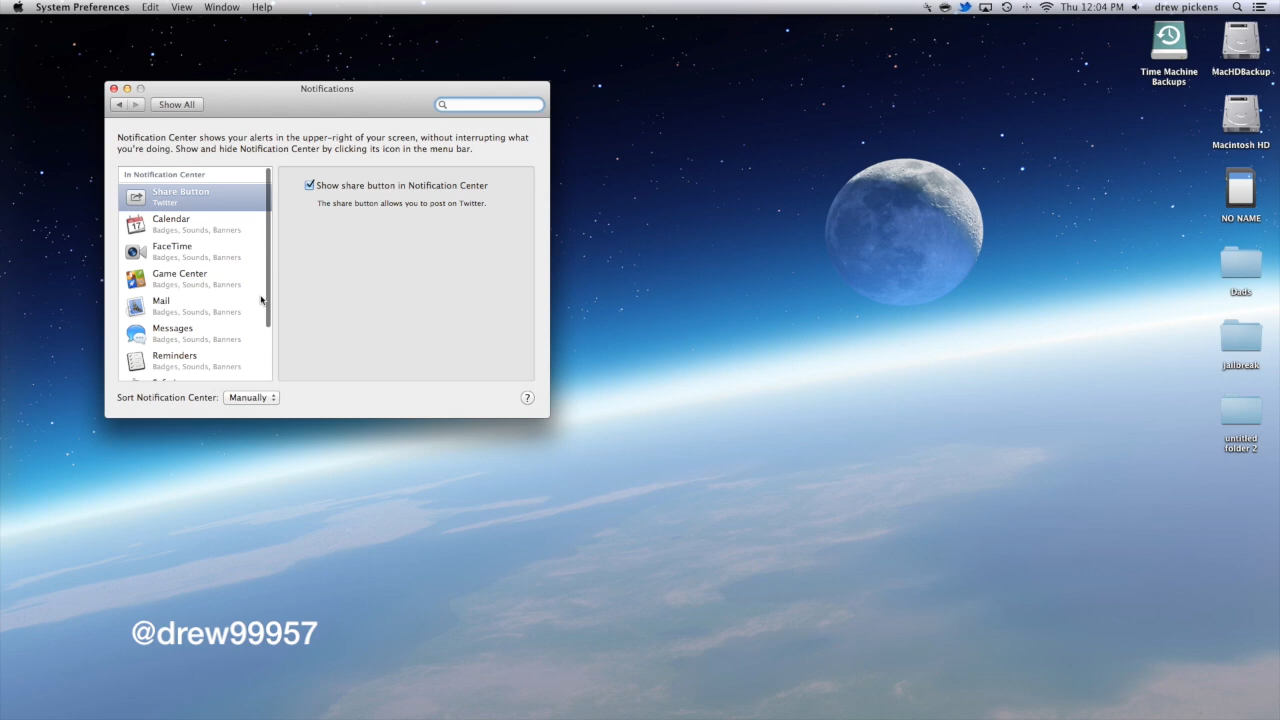 System Preferences Edit View Window Help
Thu 12:04 PM drew pickens
Notifications
Show All
Notification Center shows your alerts in the upper-right of your screen, without interrupting what
you're doing. Show and hide Notification Center by clicking its icon in the menu bar.
In Notification Center
Share Button
Twitter
17
Calendar
Badges, Sounds, Banners
FaceTime
Badges, Sounds, Banners
Game Center
Badges, Sounds, Banners
Mail
Badges, Sounds, Banners
Messages
Badges, Sounds, Banners
Reminders
Badges, Sounds, Banners
Show share button in Notification Center
The share button allows you to post on Twitter.
Sort Notification Center: Manually
?
Time Machine
Backups
MacHDBackup
Macintosh HD
NO NAME
Dads
jailbreak
untitled
folder 2
@drew99957